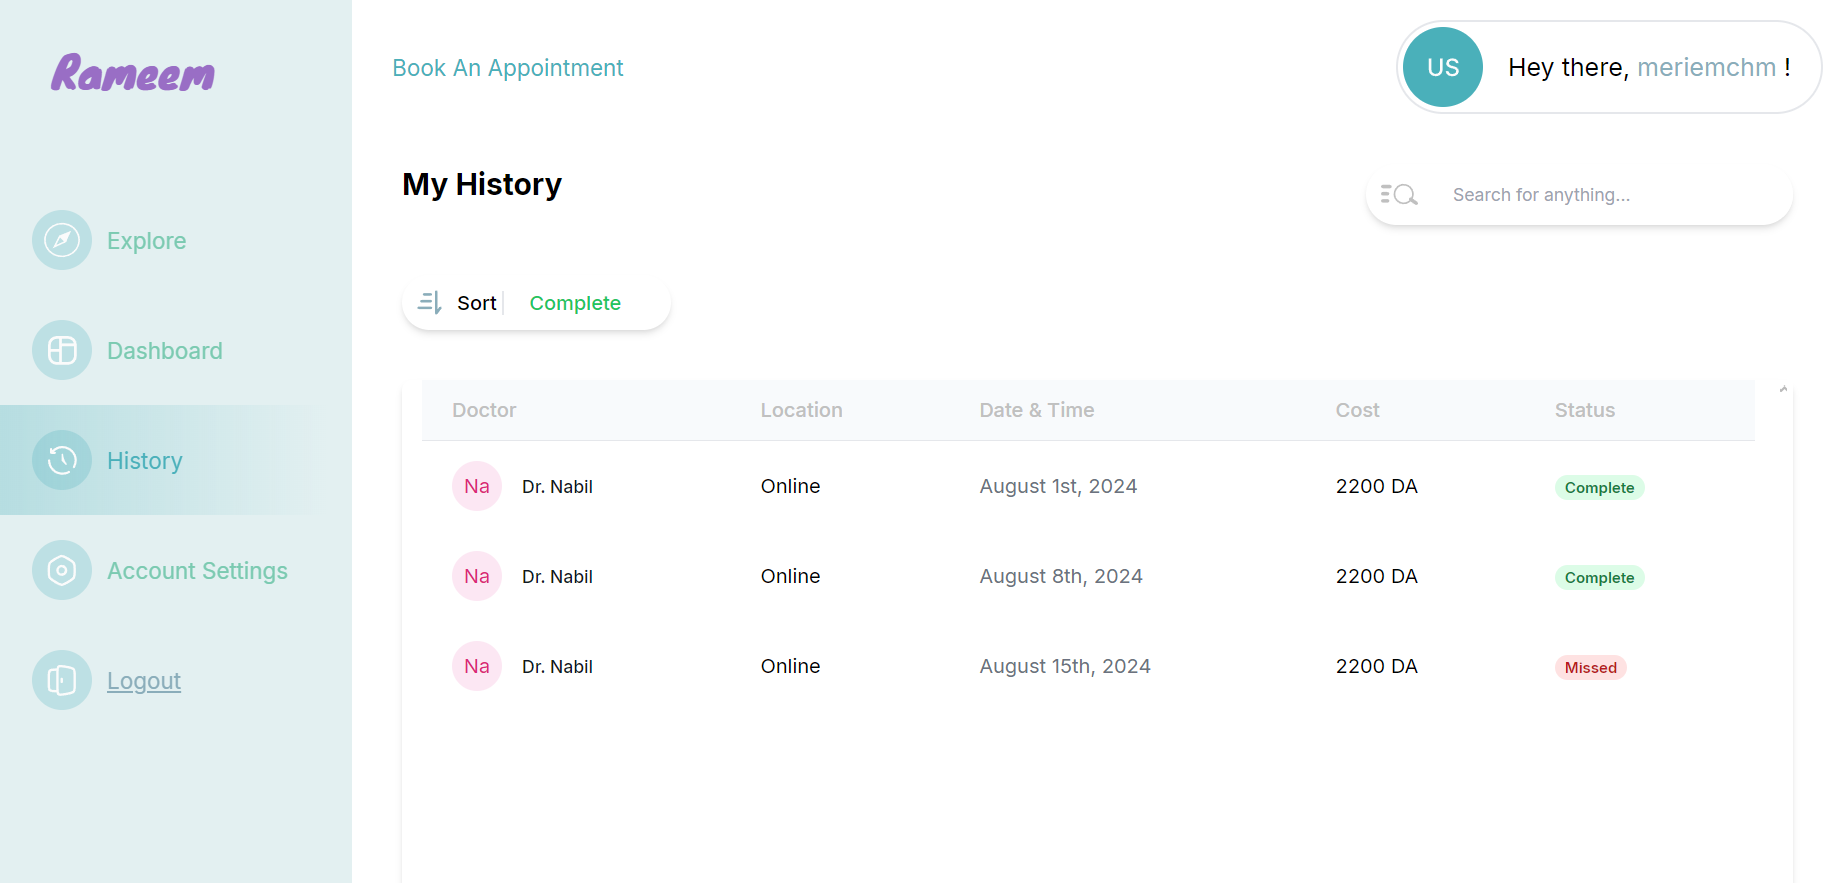 Rameem
Book An Appointment
US Hey there, meriemchm !
My History
Search for anything...
Explore
Dashboard
History
Account Settings
Logout
Sort Complete
Doctor Location Date & Time Cost Status
Na Dr. Nabil Online August 1st, 2024 2200 DA Complete
Na Dr. Nabil Online August 8th, 2024 2200 DA Complete
Na Dr. Nabil Online August 15th, 2024 2200 DA Missed